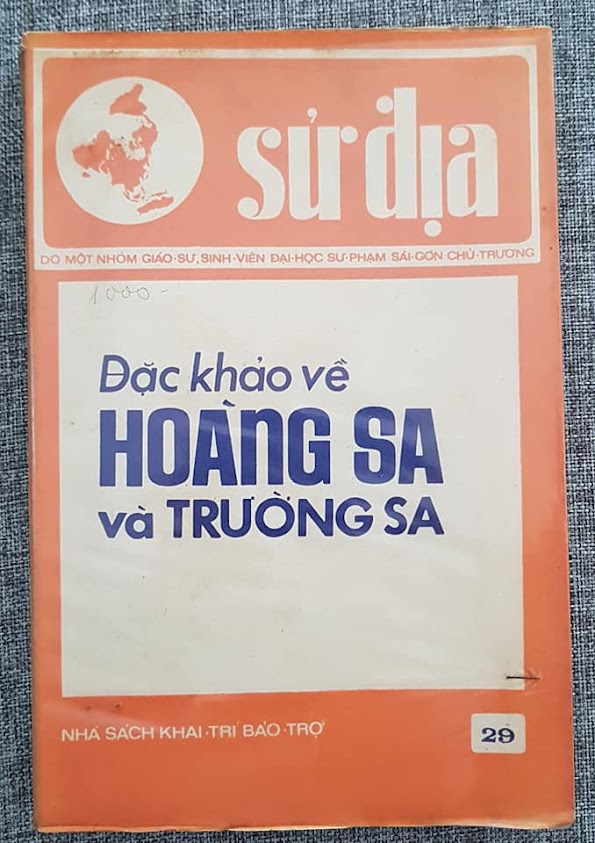 sử địa
DO MỘT NHÓM GIÁO·SƯ, SINH·VIÊN ĐẠI·HỌC SƯ·PHẠM SÀI·GÒN CHỦ·TRƯƠNG
1000-
Đặc khảo về
HOÀNG SA
và TRƯỜNG SA
NHÀ SÁCH KHAI·TRÍ BẢO·TRỢ
29